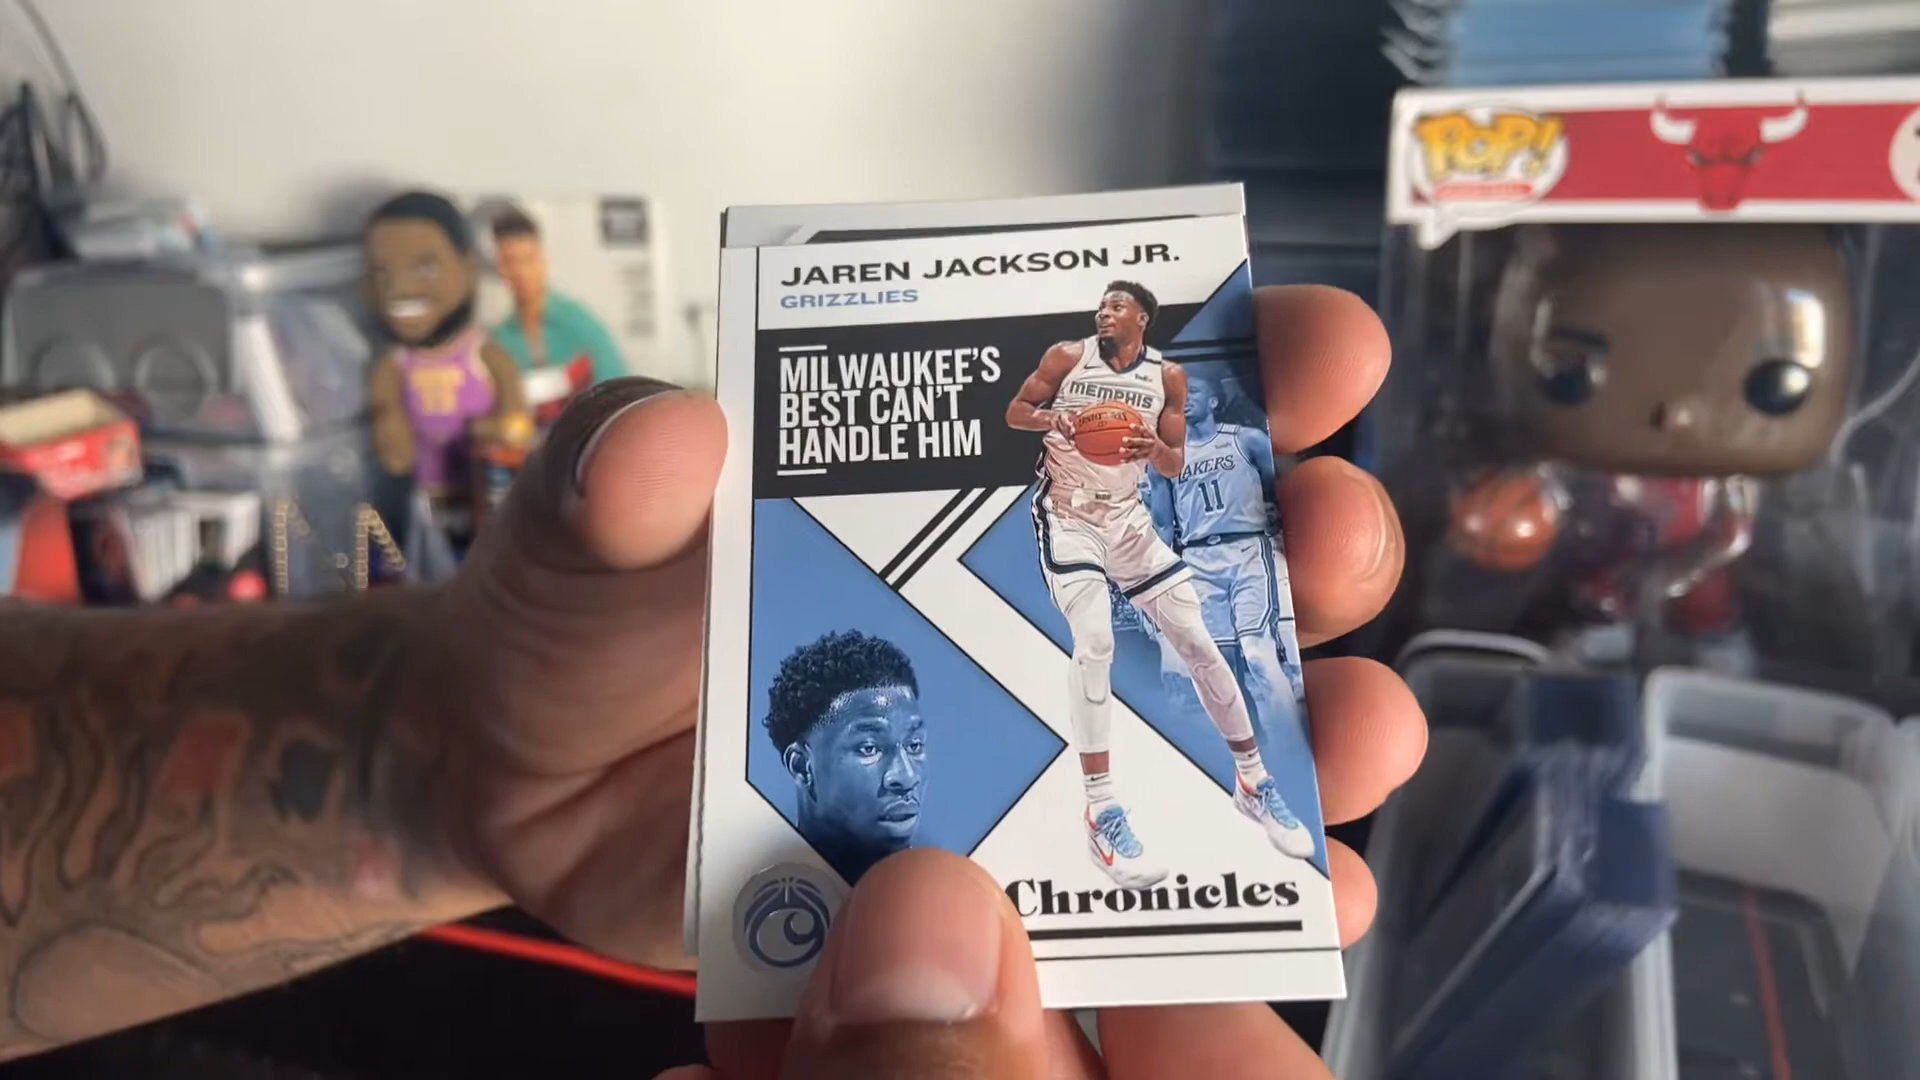 POP!
JAREN JACKSON JR.
GRIZZLIES
MILWAUKEE'S
BEST CAN'T
HANDLE HIM
MEMPHIS
LAKERS
11
Chronicles